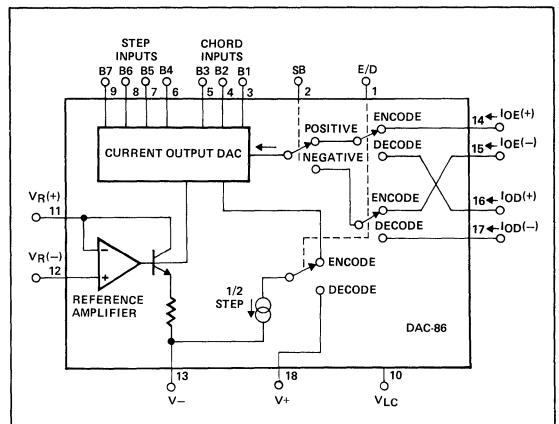 STEP INPUTS
CHORD INPUTS
B7 B6 B5 B4 B3 B2 B1 SB E/D
9 8 7 6 5 4 3 2 1
CURRENT OUTPUT DAC
POSITIVE
NEGATIVE
ENCODE
DECODE
ENCODE
DECODE
14 IOE(+)
15 IOE(−)
16 IOD(+)
17 IOD(−)
VR(+)
11
VR(−)
12
−
+
REFERENCE
AMPLIFIER
1/2
STEP
ENCODE
DECODE
DAC-86
13 18 10
V− V+ VLC